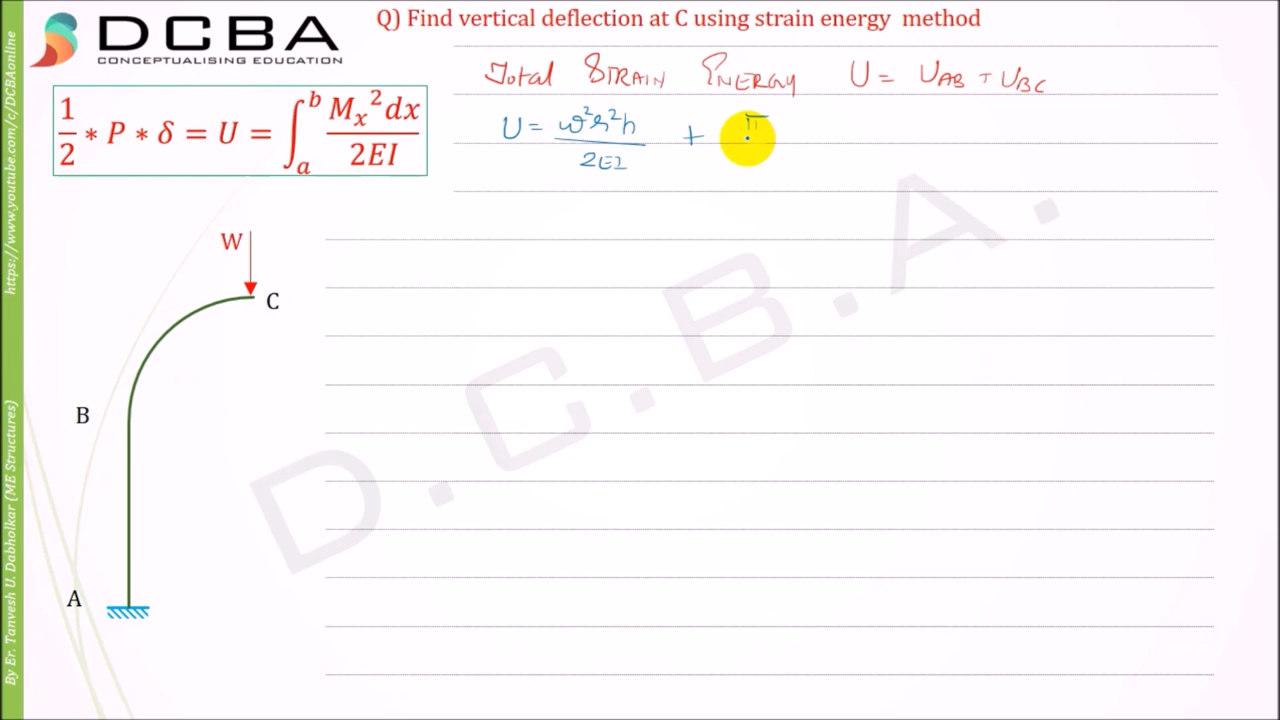 Q) Find vertical deflection at C using strain energy method
DCBA
CONCEPTUALISING EDUCATION
Total STRAIN ENERGY U = U_AB + U_BC
1/2 * P * δ = U = ∫_a^b M_x^2 dx / 2EI
U = ω²r²h / 2EI + π
W
C
B
A
D.C.B.A.
https://www.youtube.com/c/DCBAonline
By Er. Tanvesh U. Dabholkar (ME Structures)